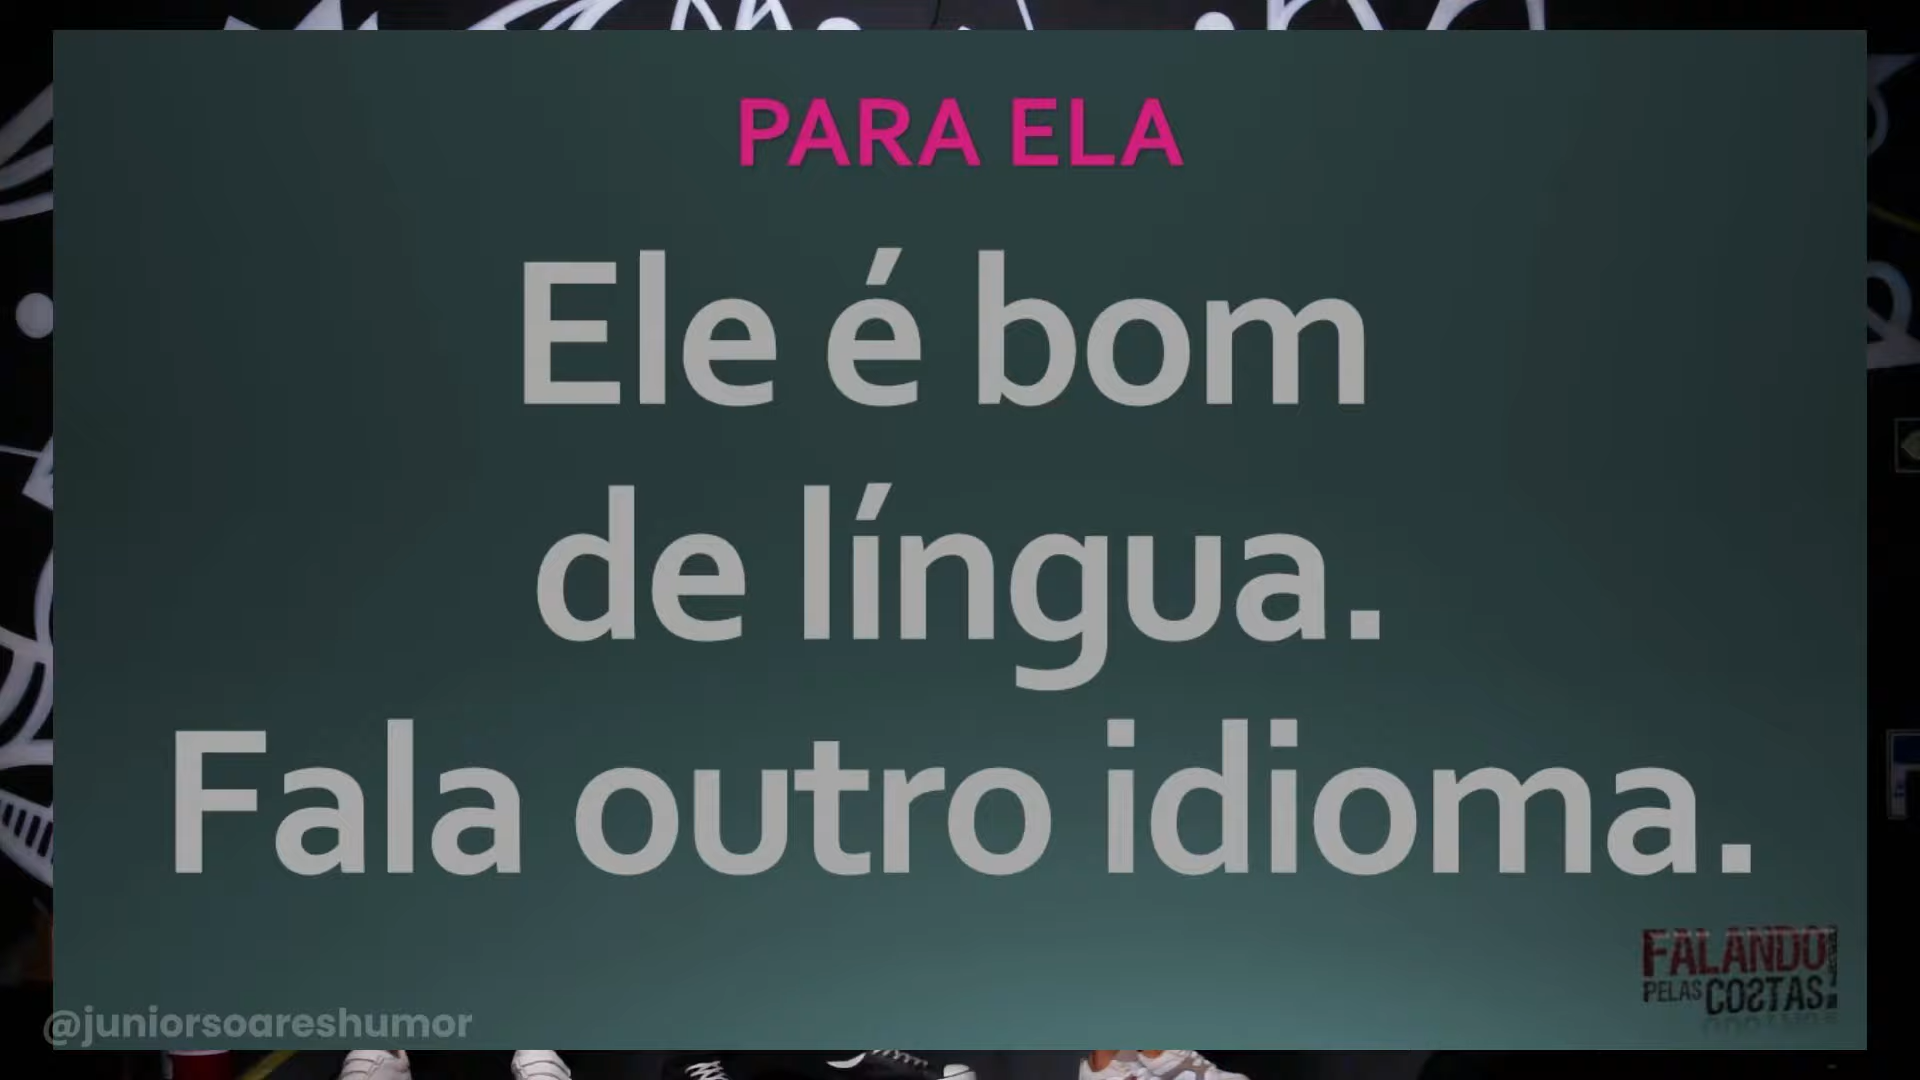 PARA ELA
Ele é bom
de língua.
Fala outro idioma.
FALANDO!
PELAS COSTAS
@juniorsoareshumor